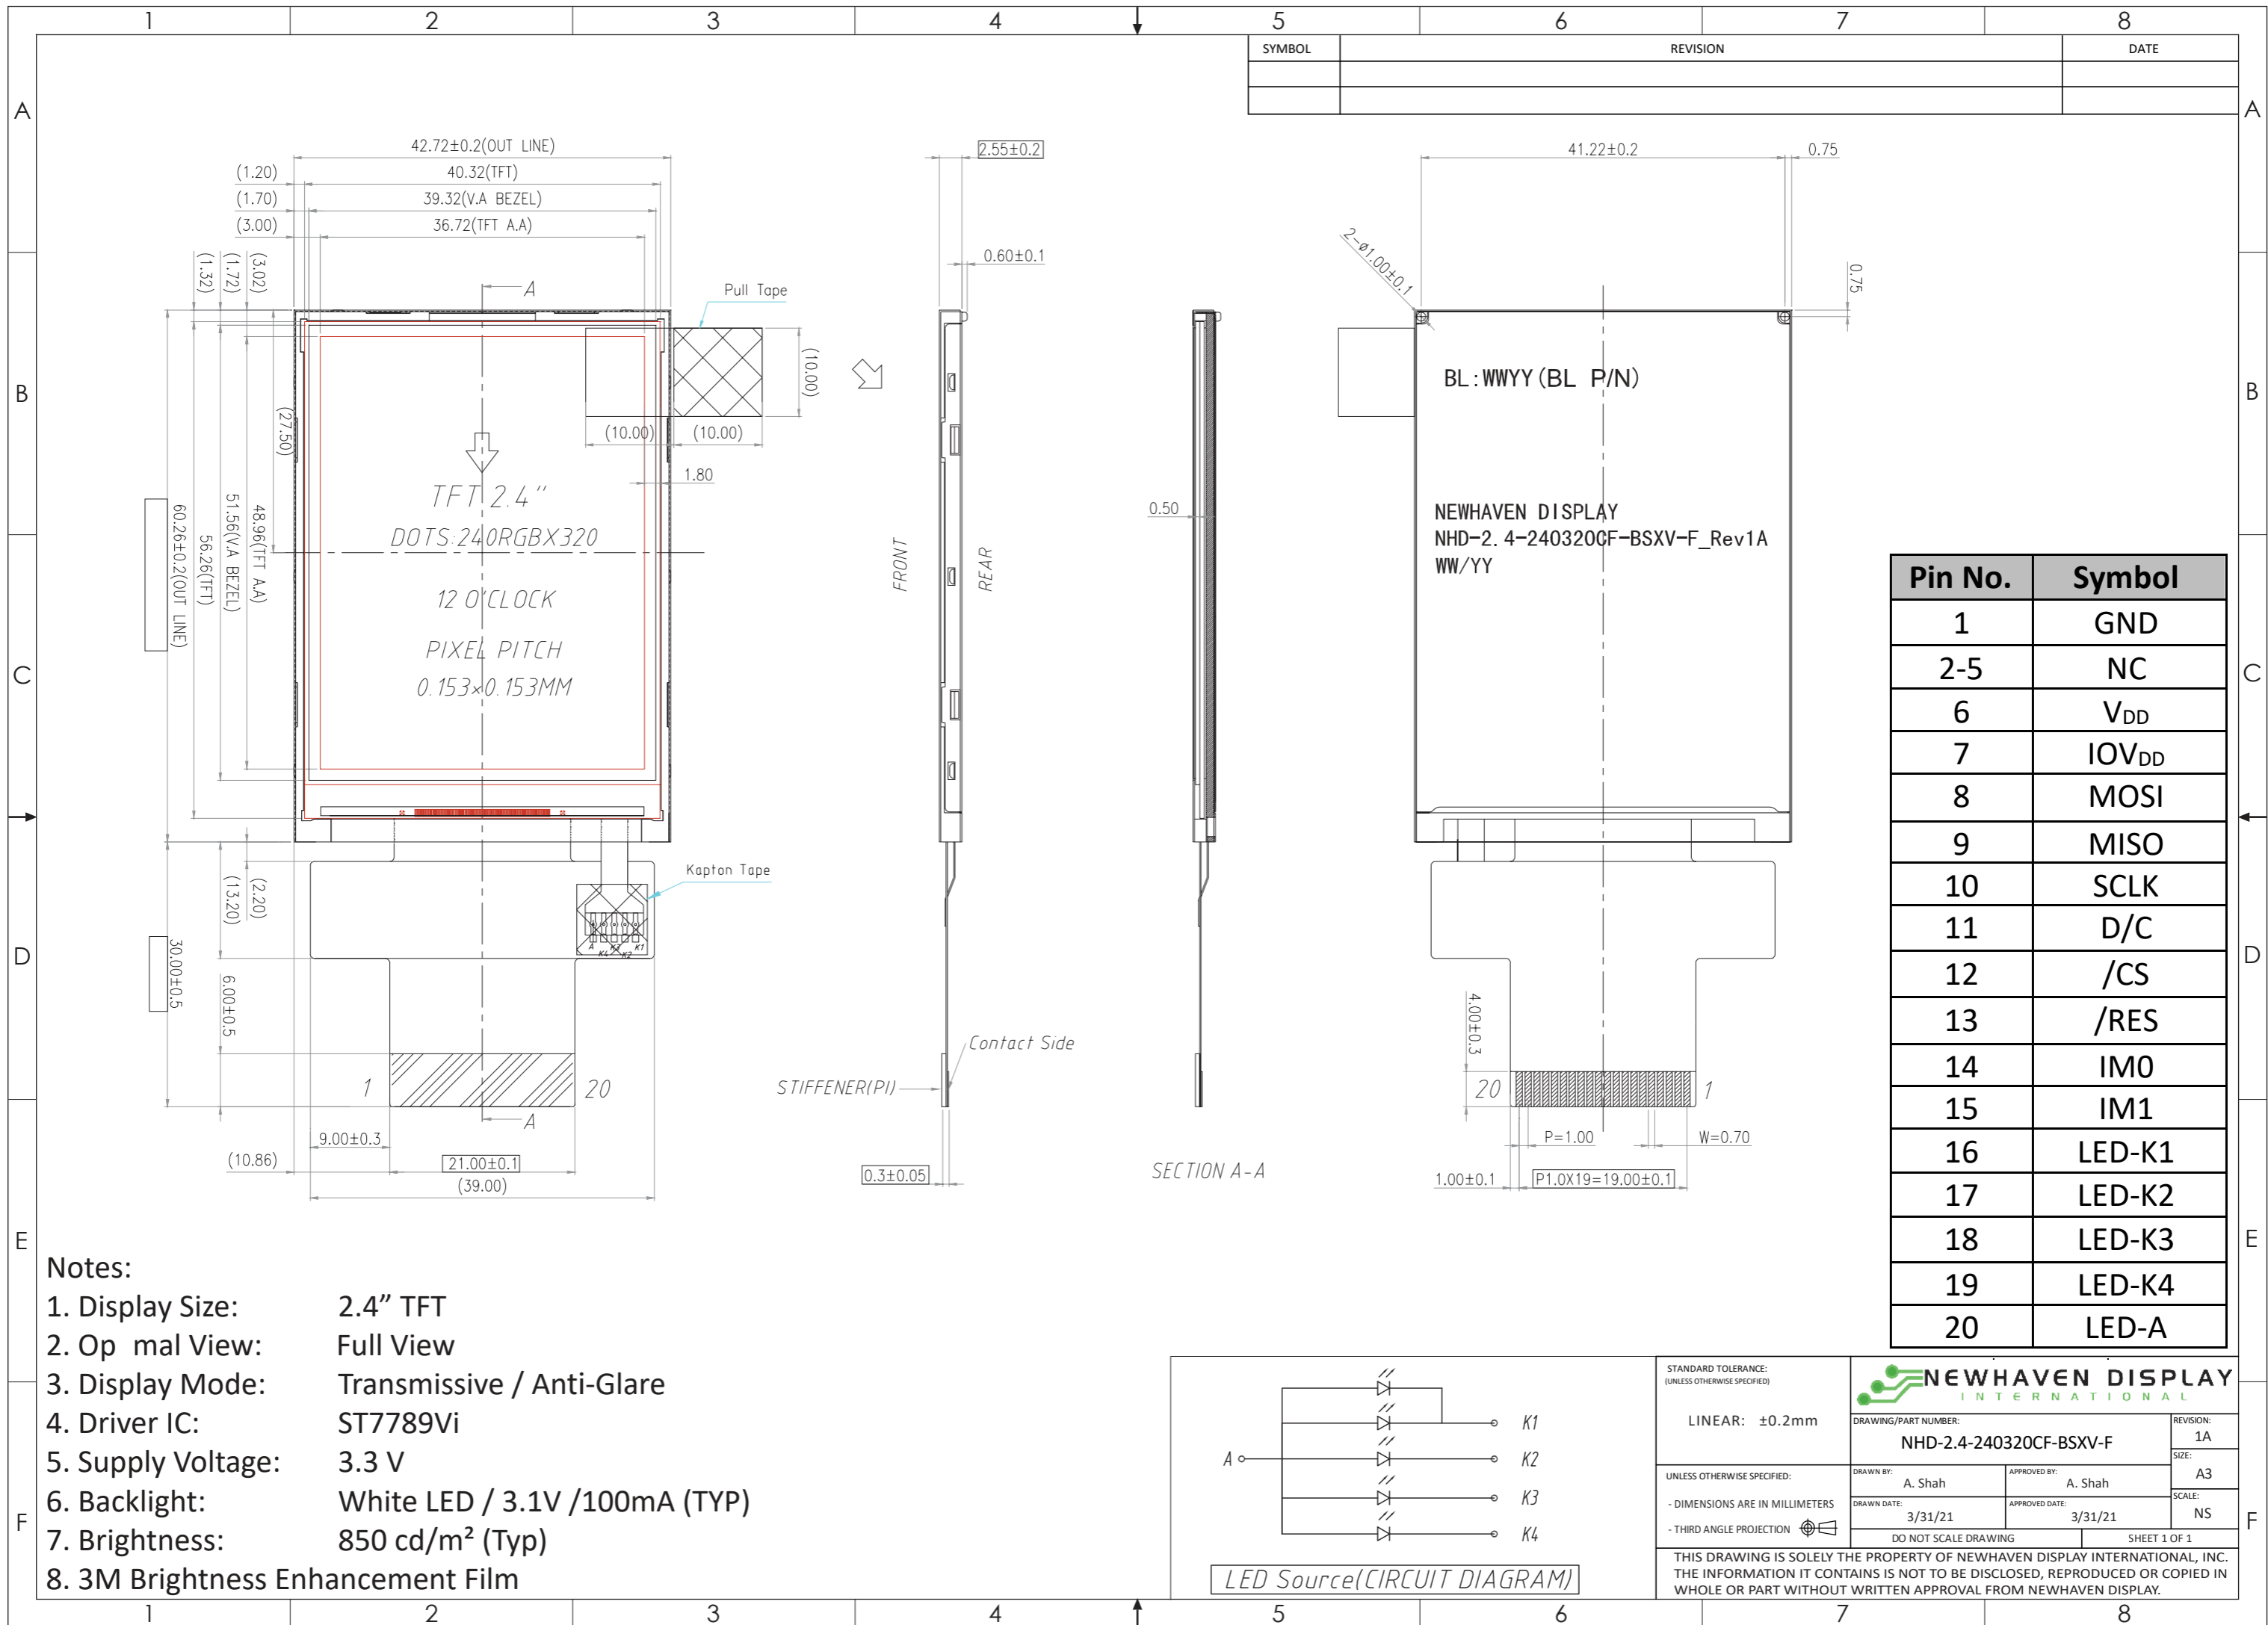 1 2 3 4 5 6 7 8
A
B
C
D
E
F
SYMBOL REVISION DATE
42.72±0.2(OUT LINE)
(1.20) 40.32(TFT)
(1.70) 39.32(V.A BEZEL)
(3.00) 36.72(TFT A.A)
(1.32)
(1.72)
(3.02)
A
Pull Tape
(10.00)
(27.50)
(10.00) (10.00)
1.80
TFT 2.4"
DOTS:240RGBX320
12 O'CLOCK
PIXEL PITCH
0.153×0.153MM
60.26±0.2(OUT LINE)
56.26(TFT)
51.56(V.A BEZEL)
48.96(TFT A.A)
Kapton Tape
(2.20)
(13.20)
30.00±0.5
6.00±0.5
A K3 K1
K4 K2
1 20
A
9.00±0.3
(10.86)
21.00±0.1
(39.00)
2.55±0.2
0.60±0.1
FRONT
REAR
Contact Side
STIFFENER(PI)
0.3±0.05
0.50
SECTION A-A
41.22±0.2 0.75
2-ø1.00±0.1
0.75
BL:WWYY(BL P/N)
NEWHAVEN DISPLAY
NHD-2.4-240320CF-BSXV-F_Rev1A
WW/YY
4.00±0.3
20 1
P=1.00 W=0.70
1.00±0.1 P1.0X19=19.00±0.1
Pin No. Symbol
1 GND
2-5 NC
6 VDD
7 IOVDD
8 MOSI
9 MISO
10 SCLK
11 D/C
12 /CS
13 /RES
14 IM0
15 IM1
16 LED-K1
17 LED-K2
18 LED-K3
19 LED-K4
20 LED-A
Notes:
1. Display Size: 2.4” TFT
2. Op mal View: Full View
3. Display Mode: Transmissive / Anti-Glare
4. Driver IC: ST7789Vi
5. Supply Voltage: 3.3 V
6. Backlight: White LED / 3.1V /100mA (TYP)
7. Brightness: 850 cd/m² (Typ)
8. 3M Brightness Enhancement Film
A
K1
K2
K3
K4
LED Source(CIRCUIT DIAGRAM)
STANDARD TOLERANCE:
(UNLESS OTHERWISE SPECIFIED)
LINEAR: ±0.2mm
UNLESS OTHERWISE SPECIFIED:
- DIMENSIONS ARE IN MILLIMETERS
- THIRD ANGLE PROJECTION
NEWHAVEN DISPLAY
INTERNATIONAL
DRAWING/PART NUMBER:
NHD-2.4-240320CF-BSXV-F
REVISION:
1A
SIZE:
A3
SCALE:
NS
DRAWN BY:
A. Shah
APPROVED BY:
A. Shah
DRAWN DATE:
3/31/21
APPROVED DATE:
3/31/21
DO NOT SCALE DRAWING
SHEET 1 OF 1
THIS DRAWING IS SOLELY THE PROPERTY OF NEWHAVEN DISPLAY INTERNATIONAL, INC.
THE INFORMATION IT CONTAINS IS NOT TO BE DISCLOSED, REPRODUCED OR COPIED IN
WHOLE OR PART WITHOUT WRITTEN APPROVAL FROM NEWHAVEN DISPLAY.
A
B
C
D
E
F
1 2 3 4 5 6 7 8